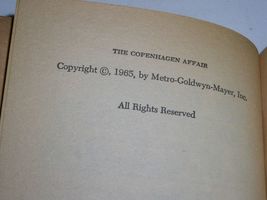 THE COPENHAGEN AFFAIR
Copyright ©, 1965, by Metro-Goldwyn-Mayer, Inc.
All Rights Reserved